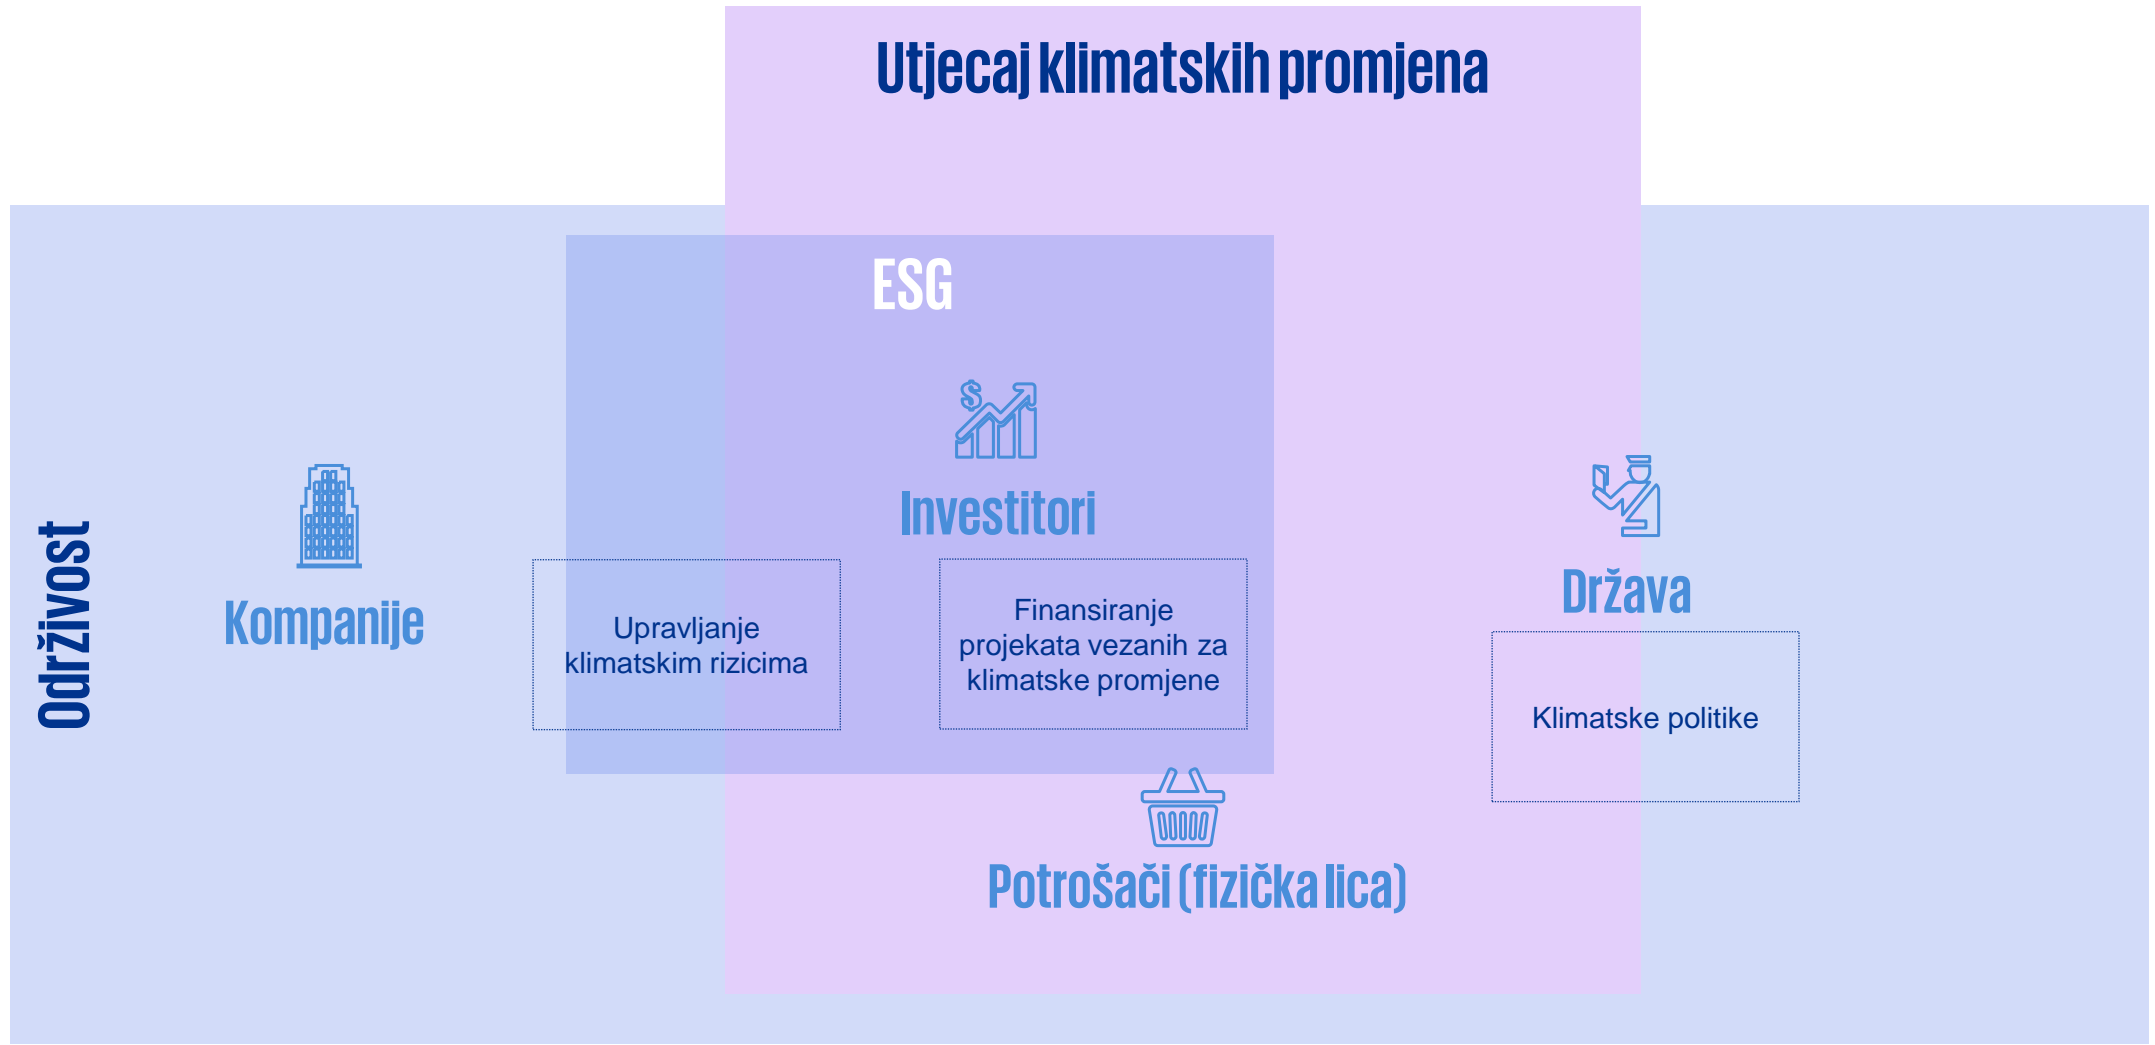 Utjecaj klimatskih promjena
ESG
Investitori
Održivost
Kompanije
Upravljanje
klimatskim rizicima
Finansiranje
projekata vezanih za
klimatske promjene
Država
Klimatske politike
Potrošači (fizička lica)